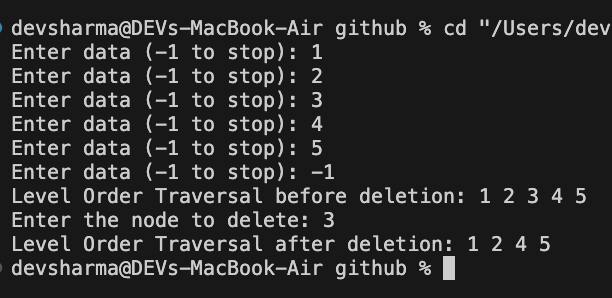 devsharma@DEVs-MacBook-Air github % cd "/Users/dev
Enter data (-1 to stop): 1
Enter data (-1 to stop): 2
Enter data (-1 to stop): 3
Enter data (-1 to stop): 4
Enter data (-1 to stop): 5
Enter data (-1 to stop): -1
Level Order Traversal before deletion: 1 2 3 4 5
Enter the node to delete: 3
Level Order Traversal after deletion: 1 2 4 5
devsharma@DEVs-MacBook-Air github %